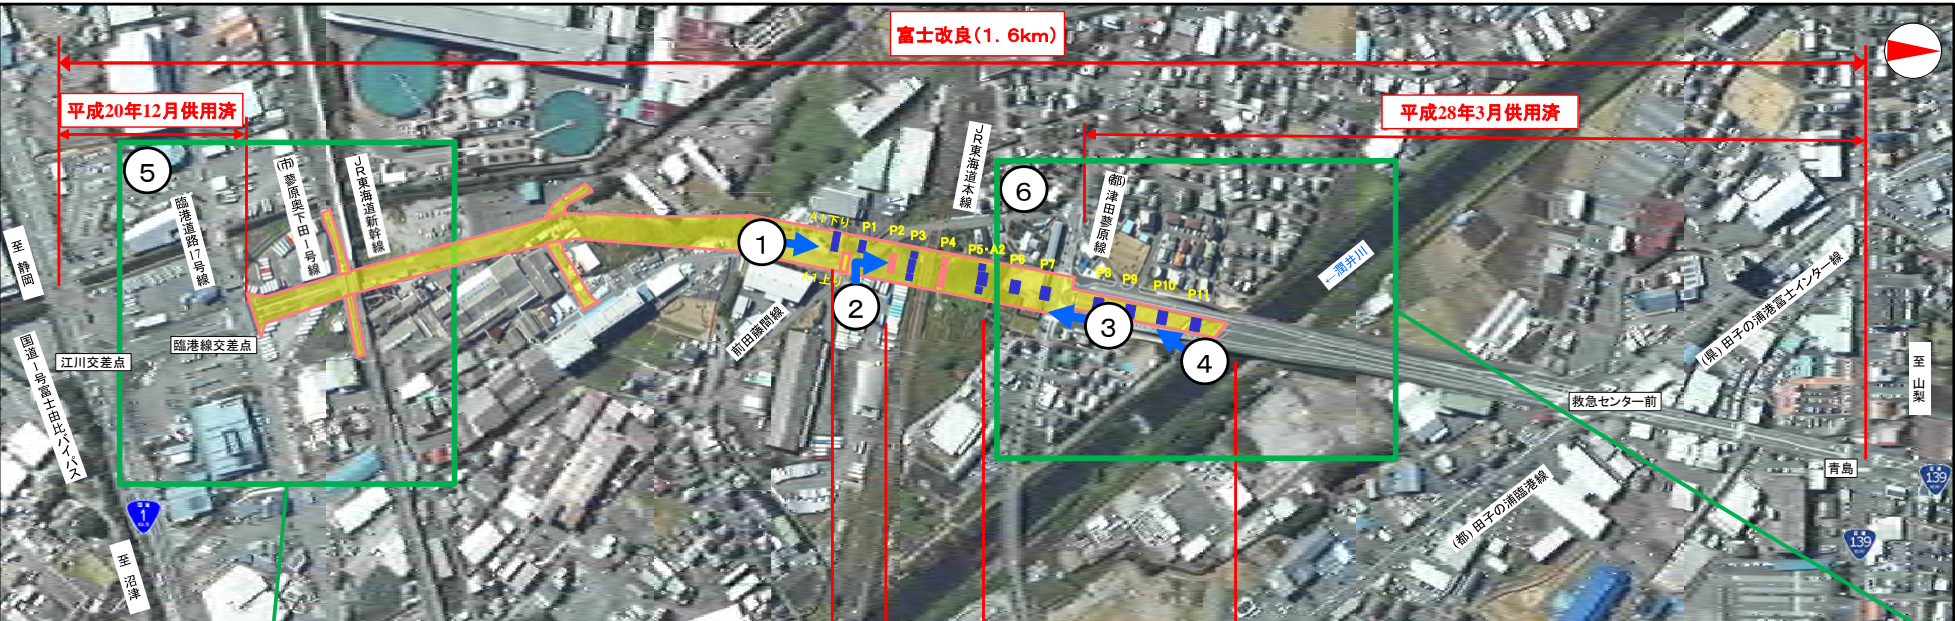 富士改良(1.6km)
平成20年12月供用済
平成28年3月供用済
⑤
⑥
臨港道路17号線
(市)蓼原奥下田1号線
JR東海道新幹線
JR東海道本線
(都)津田蓼原線
←潤井川
(県)田子の浦港富士インター線
至 静岡
国道1号富士由比バイパス
江川交差点
臨港線交差点
前田藤間線
①
②
③
④
A1下り
A1上り
P1
P2
P3
P4
P5・A2
P6
P7
P8
P9
P10
P11
救急センター前
至 山梨
青島
(都)田子の浦臨港線
1
139
139
至 沼津